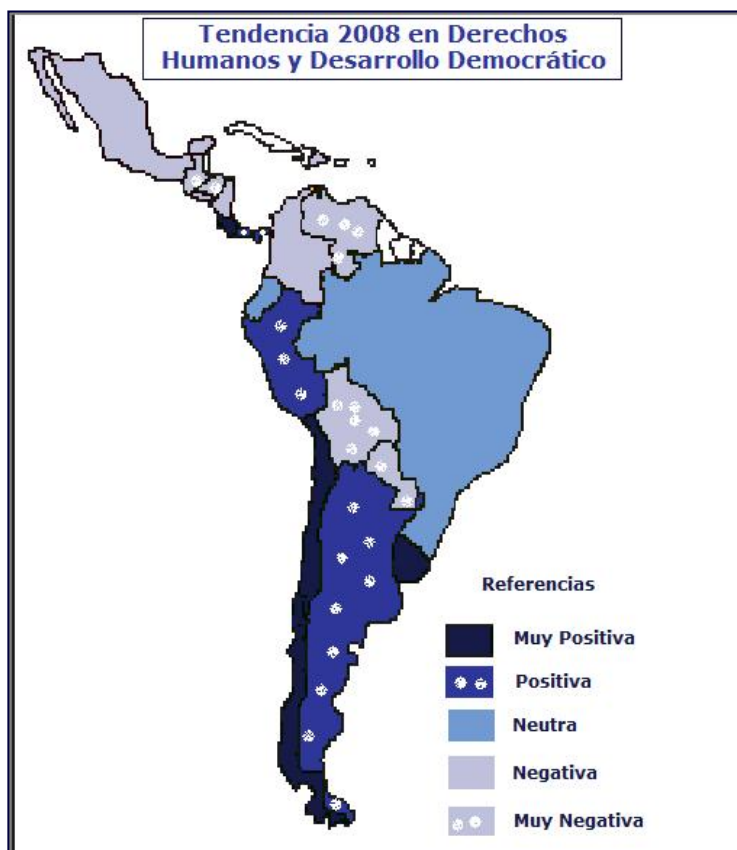 Tendencia 2008 en Derechos
Humanos y Desarrollo Democrático
Referencias
Muy Positiva
Positiva
Neutra
Negativa
Muy Negativa